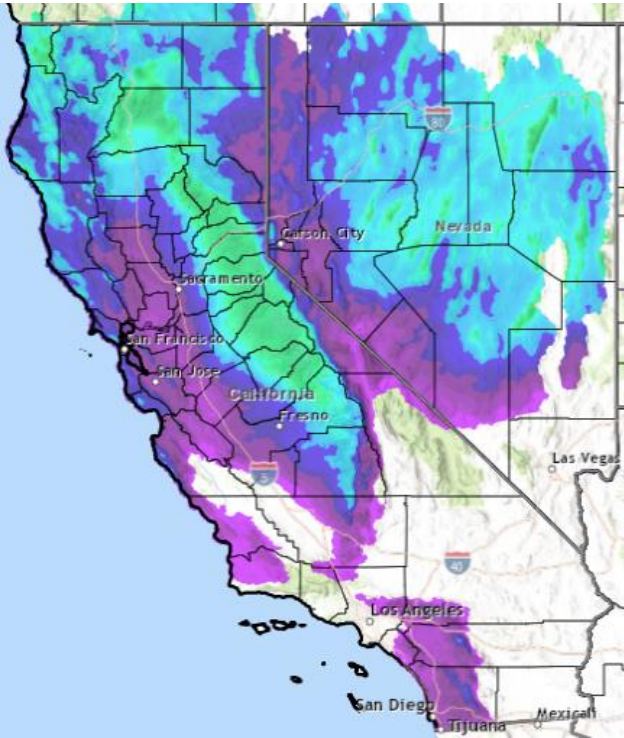 80
Nevada
Carson City
Sacramento
San Francisco
San Jose
California
Fresno
5
Las Vegas
40
Los Angeles
San Diego
Tijuana
Mexicali